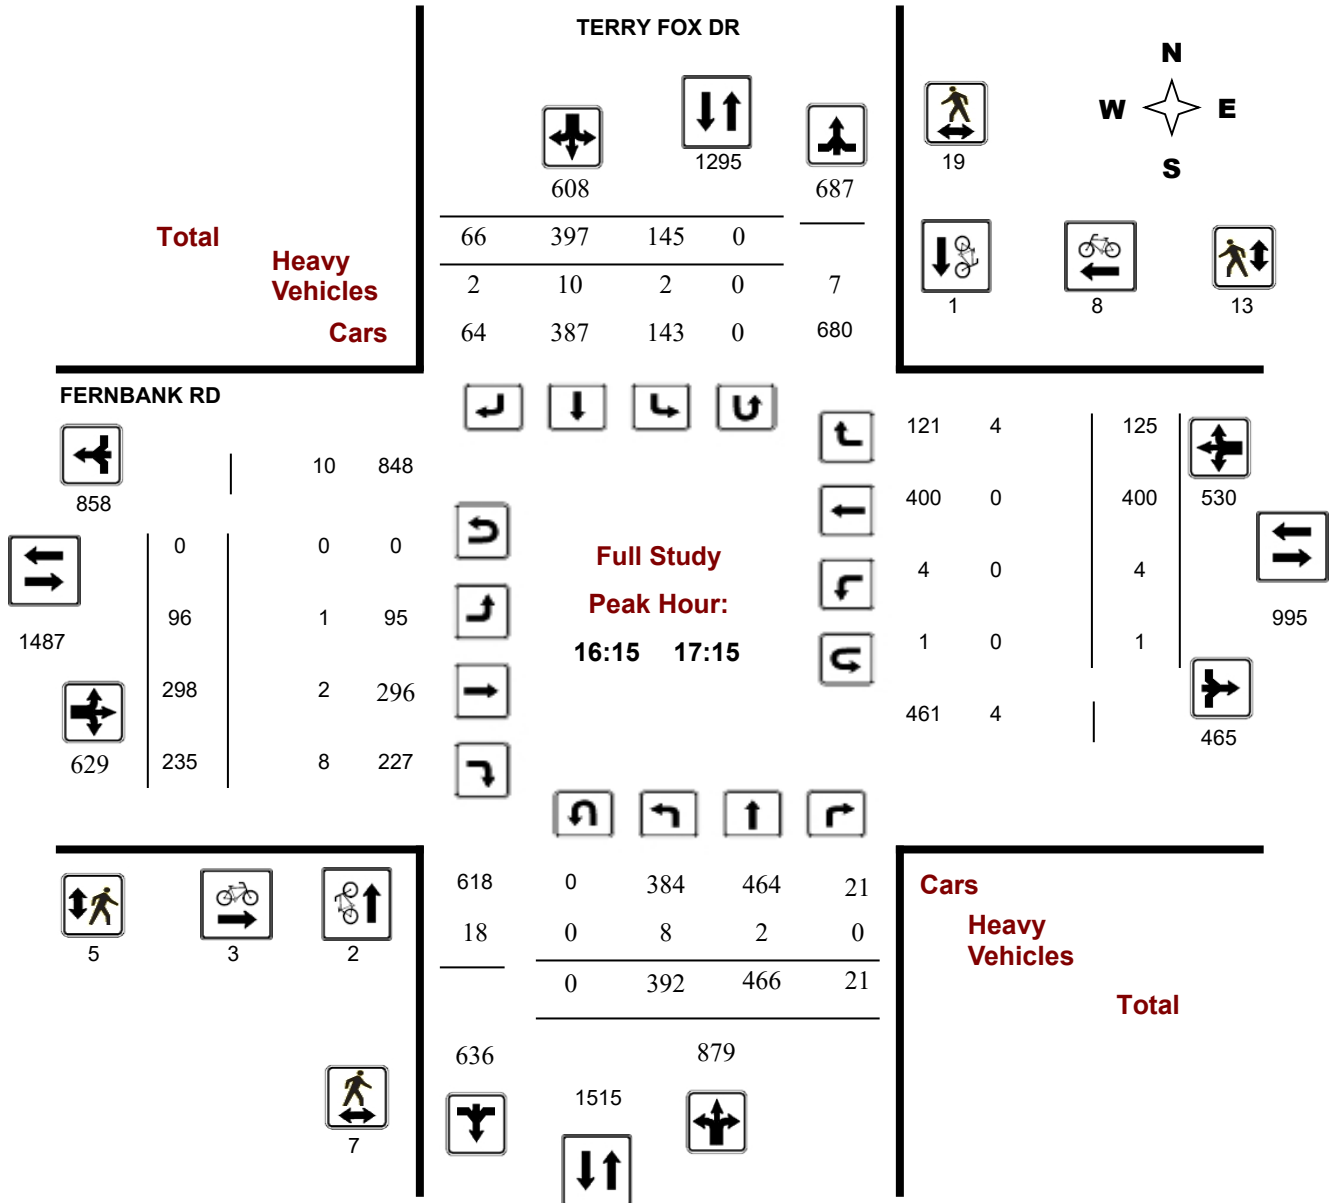 TERRY FOX DR
N
W E
S
1295
19
608 687
Total 66 397 145 0
Heavy
Vehicles 2 10 2 0 7
1 8 13
Cars 64 387 143 0 680
FERNBANK RD
121 4 125
10 848
858
400 0 400 530
0 0 0
Full Study
4 0 4
Peak Hour:
96 1 95
995
1487
16:15 17:15
1 0 1
298 2 296
461 4
465
629 235 8 227
618 0 384 464 21 Cars
18 0 8 2 0 Heavy
Vehicles
5 3 2
0 392 466 21
Total
636 879
1515
7